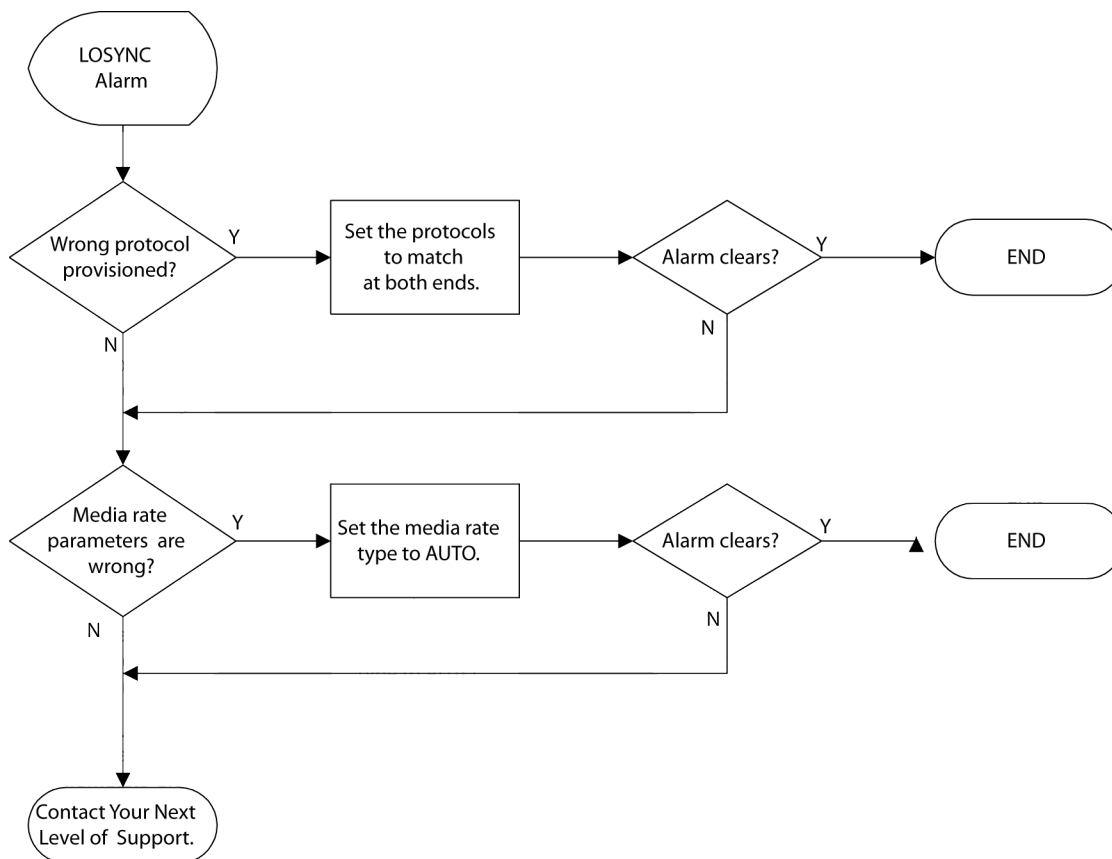 LOSYNC
Alarm
Wrong protocol
provisioned?
Y
Set the protocols
to match
at both ends.
Alarm clears?
Y
END
N
N
Media rate
parameters are
wrong?
Y
Set the media rate
type to AUTO.
Alarm clears?
Y
END
N
N
Contact Your Next
Level of Support.